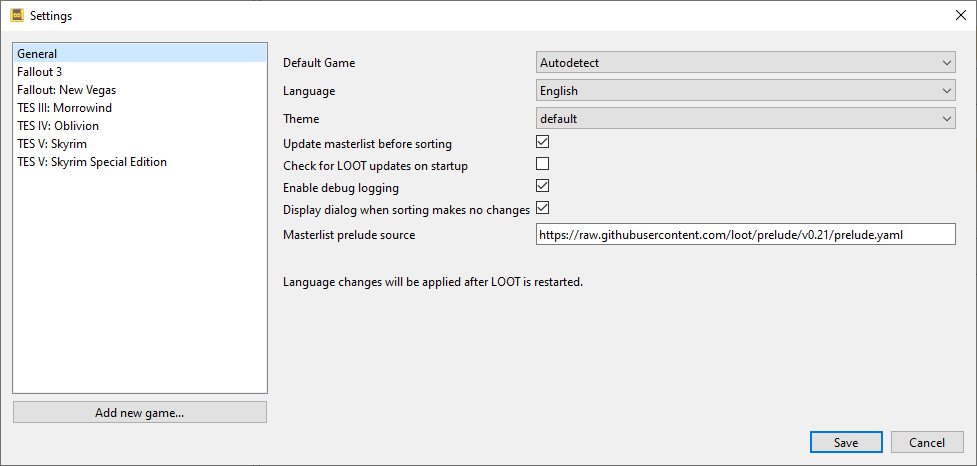 Settings
General
Fallout 3
Fallout: New Vegas
TES III: Morrowind
TES IV: Oblivion
TES V: Skyrim
TES V: Skyrim Special Edition
Add new game...
Default Game Autodetect
Language English
Theme default
Update masterlist before sorting
Check for LOOT updates on startup
Enable debug logging
Display dialog when sorting makes no changes
Masterlist prelude source https://raw.githubusercontent.com/loot/prelude/v0.21/prelude.yaml
Language changes will be applied after LOOT is restarted.
Save Cancel